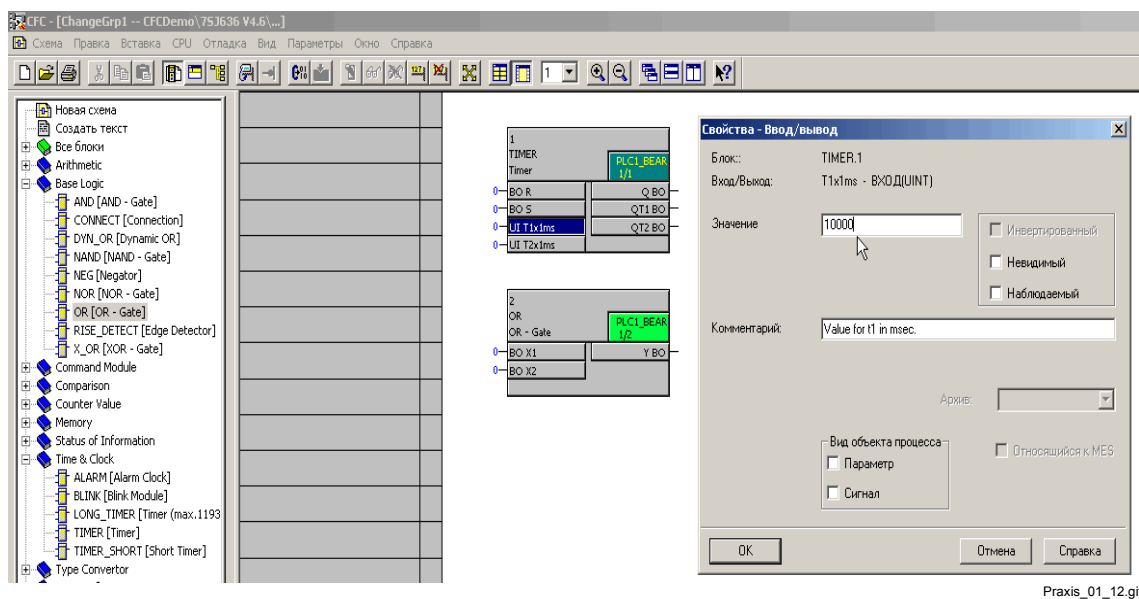 CFC - [ChangeGrp1 -- CFCDemo\7SJ636 V4.6\...]
Схема Правка Вставка CPU Отладка Вид Параметры Окно Справка
1
Новая схема
Создать текст
Все блоки
Arithmetic
Base Logic
AND [AND - Gate]
CONNECT [Connection]
DYN_OR [Dynamic OR]
NAND [NAND - Gate]
NEG [Negator]
NOR [NOR - Gate]
OR [OR - Gate]
RISE_DETECT [Edge Detector]
X_OR [XOR - Gate]
Command Module
Comparison
Counter Value
Memory
Status of Information
Time & Clock
ALARM [Alarm Clock]
BLINK [Blink Module]
LONG_TIMER [Timer (max.1193
TIMER [Timer]
TIMER_SHORT [Short Timer]
Type Convertor
1
TIMER
Timer
PLC1_BEAR
1/1
0 BO R Q BO
0 BO S QT1 BO
0 UI T1x1ms QT2 BO
0 UI T2x1ms
2
OR
OR - Gate
PLC1_BEAR
1/2
0 BO X1 Y BO
0 BO X2
Свойства - Ввод/вывод
Блок:: TIMER.1
Вход/Выход: T1x1ms - ВХОД(UINT)
Значение 10000
Инвертированный
Невидимый
Наблюдаемый
Комментарий: Value for t1 in msec.
Архив:
Вид объекта процесса
Параметр
Сигнал
Относящийся к MES
OK Отмена Справка
Praxis_01_12.gi